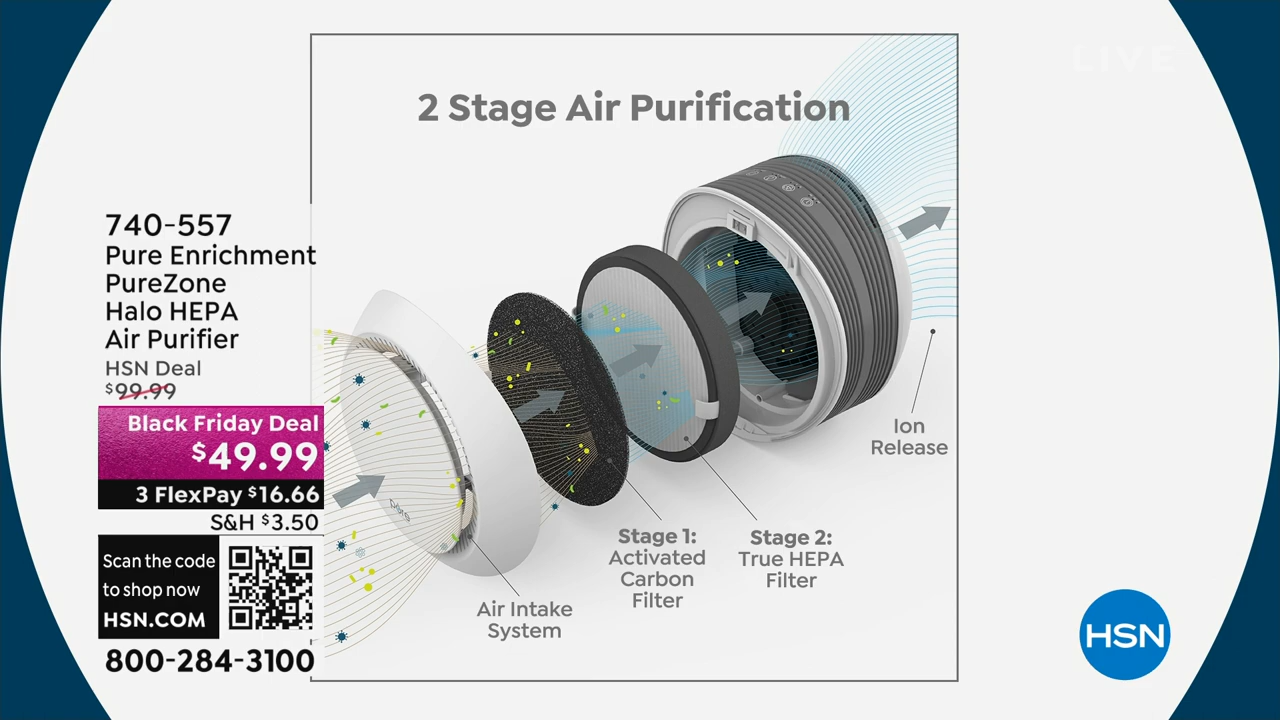 LIVE
2 Stage Air Purification
740-557
Pure Enrichment
PureZone
Halo HEPA
Air Purifier
HSN Deal
$99.99
Black Friday Deal
$49.99
3 FlexPay $16.66
S&H $3.50
Scan the code
to shop now
HSN.COM
800-284-3100
Air Intake
System
Stage 1:
Activated
Carbon
Filter
Stage 2:
True HEPA
Filter
Ion
Release
HSN